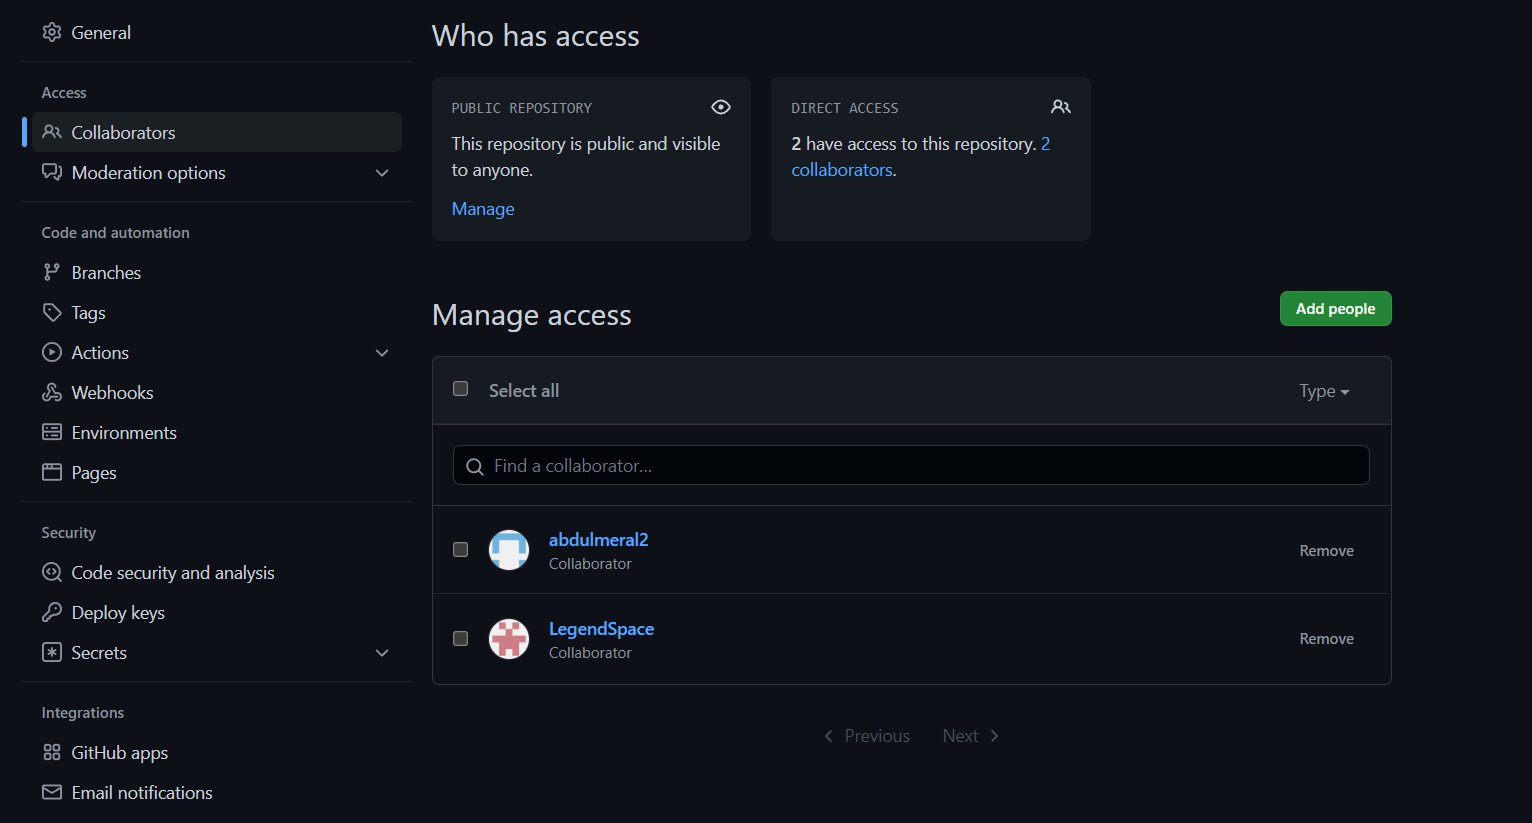 General
Access
Collaborators
Moderation options
Code and automation
Branches
Tags
Actions
Webhooks
Environments
Pages
Security
Code security and analysis
Deploy keys
Secrets
Integrations
GitHub apps
Email notifications
Who has access
PUBLIC REPOSITORY
This repository is public and visible
to anyone.
Manage
DIRECT ACCESS
2 have access to this repository. 2
collaborators.
Manage access
Add people
Select all
Type
Find a collaborator...
abdulmeral2
Collaborator
Remove
LegendSpace
Collaborator
Remove
Previous
Next